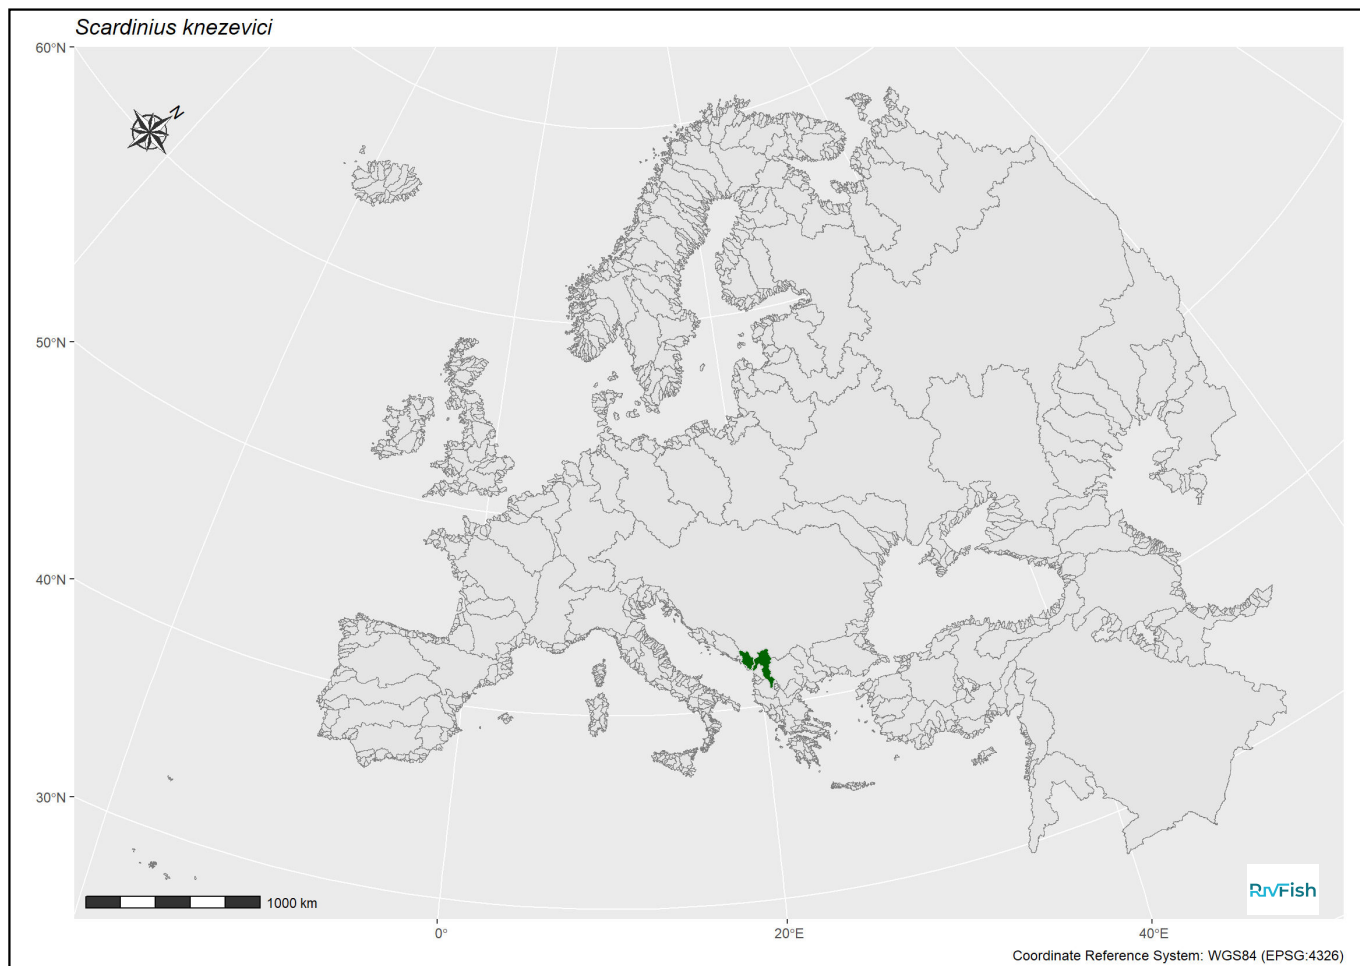 Scardinius knezevici
60°N
N
50°N
40°N
30°N
1000 km
RivFish
0°
20°E
40°E
Coordinate Reference System: WGS84 (EPSG:4326)